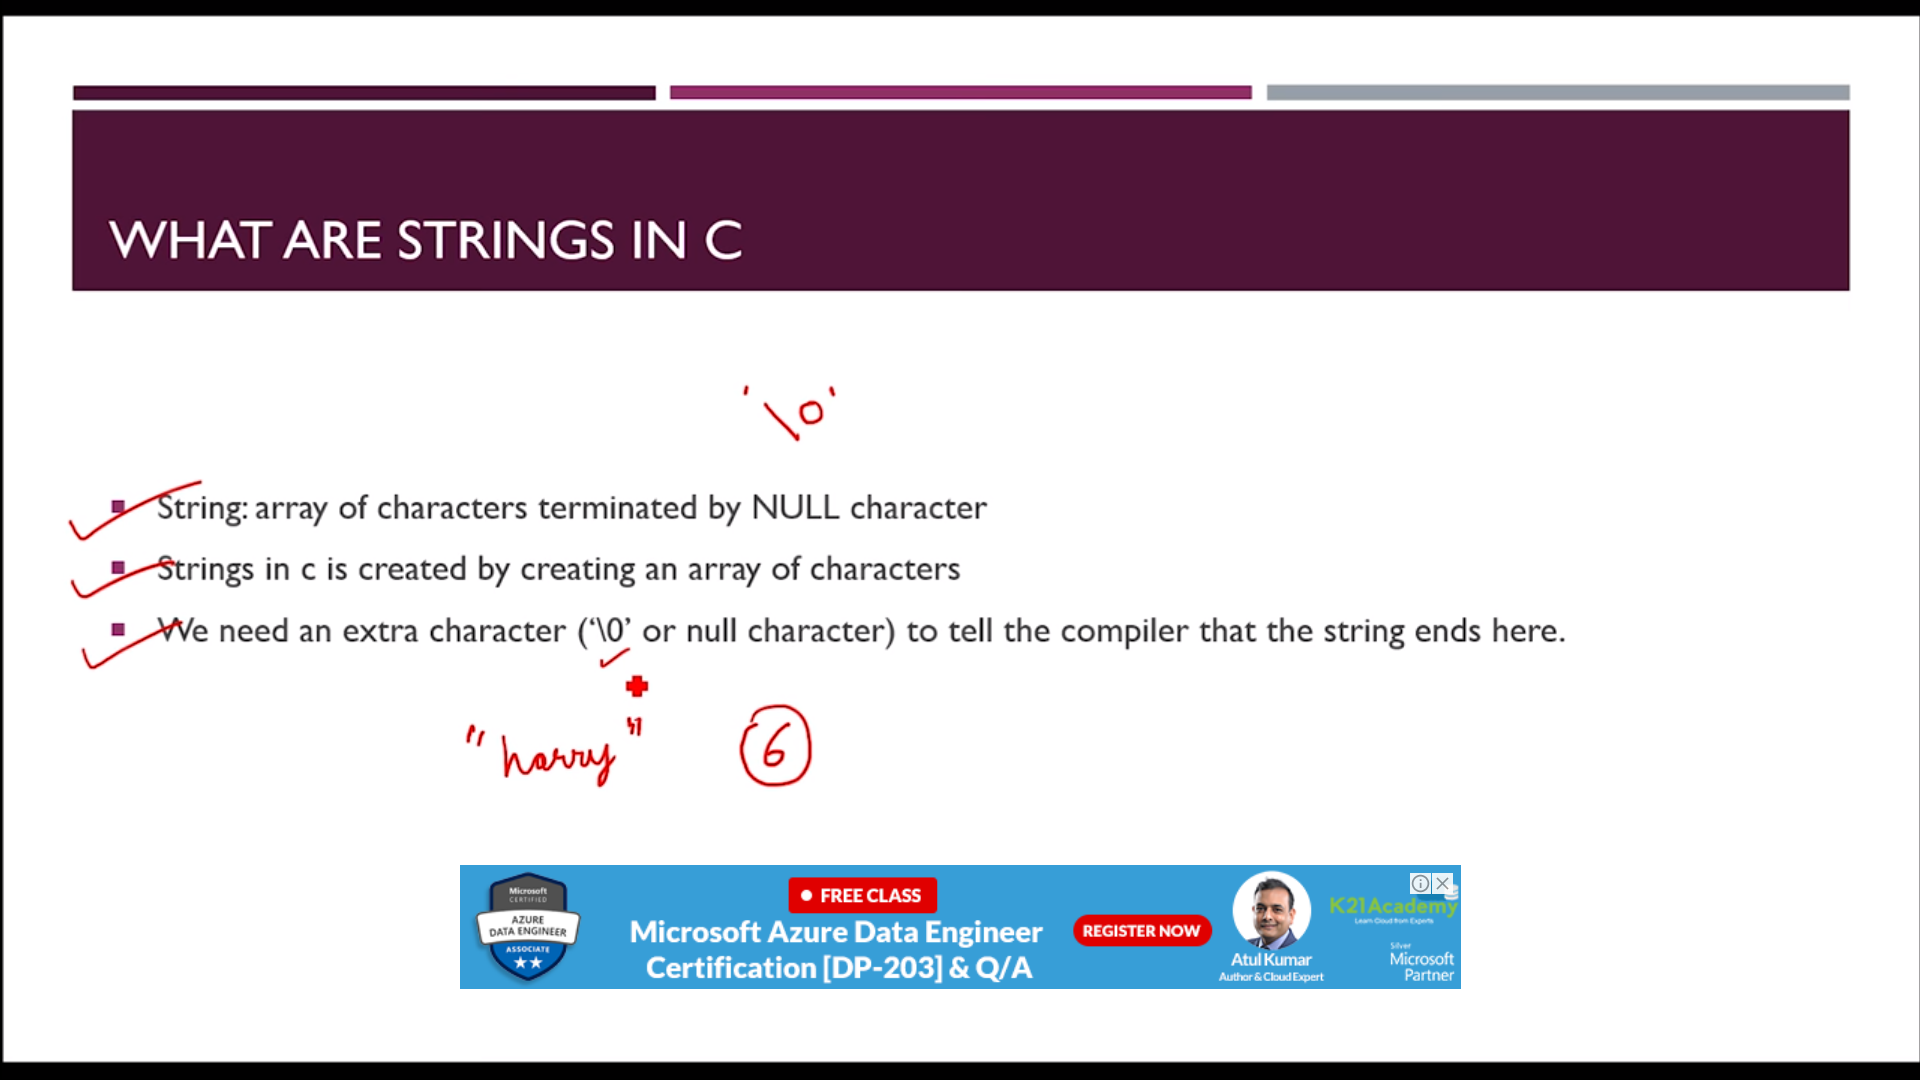 WHAT ARE STRINGS IN C
'\0'
String: array of characters terminated by NULL character
Strings in c is created by creating an array of characters
We need an extra character ('\0' or null character) to tell the compiler that the string ends here.
"harry" 6
Microsoft
CERTIFIED
AZURE
DATA ENGINEER
ASSOCIATE
FREE CLASS
Microsoft Azure Data Engineer
Certification [DP-203] & Q/A
REGISTER NOW
Atul Kumar
Author & Cloud Expert
K21Academy
Learn Cloud from Experts
Silver
Microsoft
Partner